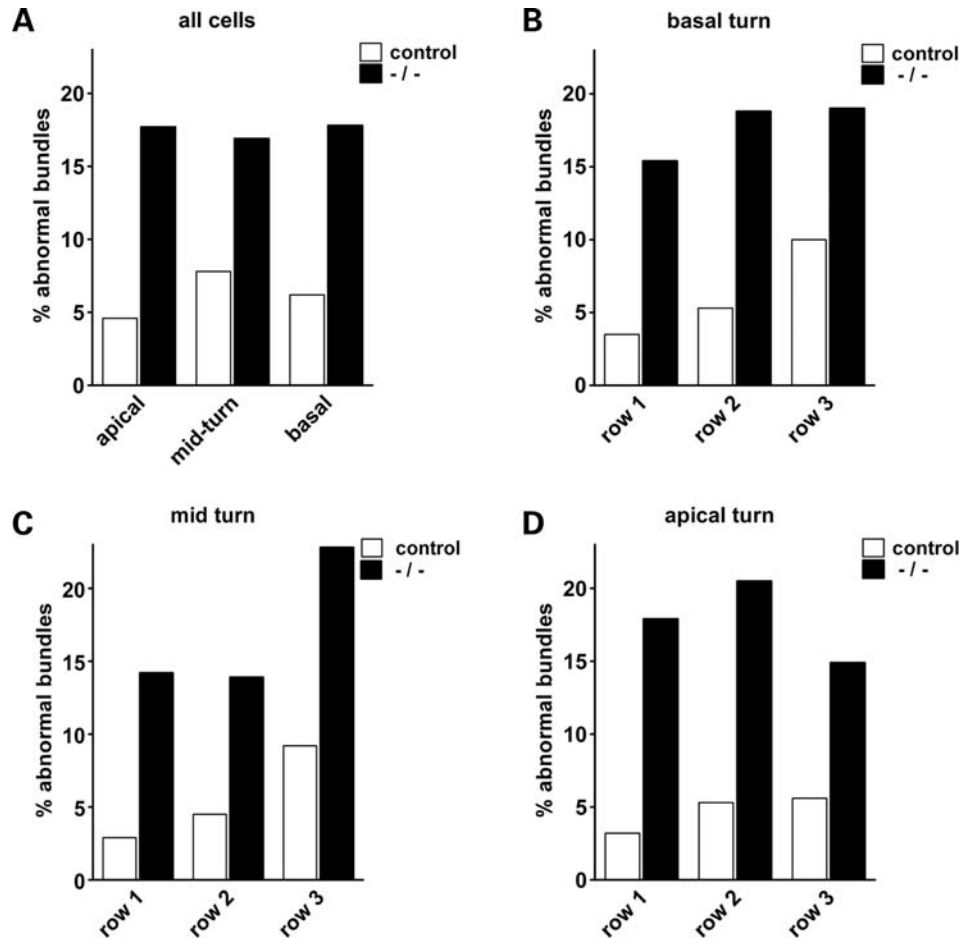 A
all cells
control
- / -
% abnormal bundles
20
15
10
5
0
apical
mid-turn
basal
B
basal turn
control
- / -
% abnormal bundles
20
15
10
5
0
row 1
row 2
row 3
C
mid turn
control
- / -
% abnormal bundles
20
15
10
5
0
row 1
row 2
row 3
D
apical turn
control
- / -
% abnormal bundles
20
15
10
5
0
row 1
row 2
row 3